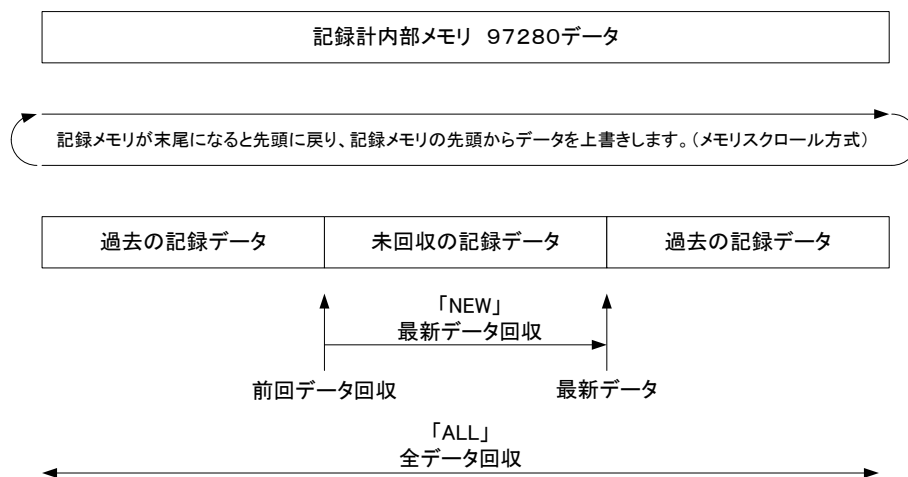 記録計内部メモリ 97280データ
記録メモリが末尾になると先頭に戻り、記録メモリの先頭からデータを上書きします。(メモリスクロール方式)
過去の記録データ
未回収の記録データ
過去の記録データ
「NEW」
最新データ回収
前回データ回収
最新データ
「ALL」
全データ回収